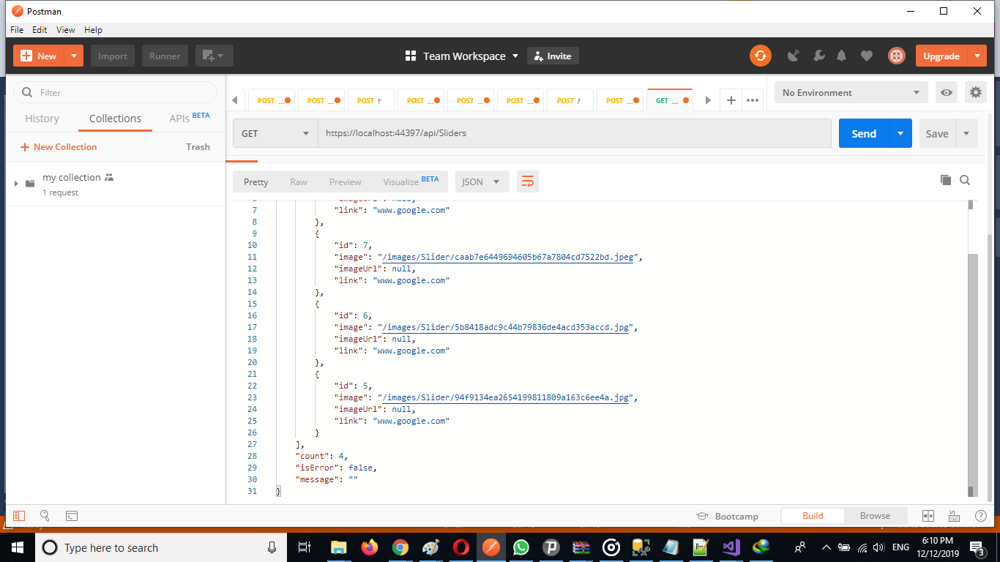 Postman
File Edit View Help
New Import Runner Team Workspace Invite Upgrade
Filter
History Collections APIs BETA
New Collection Trash
my collection
1 request
POST ... POST ... POST h POST ... POST ... POST ... POST h POST ... GET ...
No Environment
GET https://localhost:44397/api/Sliders Send Save
Pretty Raw Preview Visualize BETA JSON
6 "imageUrl": null,
7 "link": "www.google.com"
8 },
9 {
10 "id": 7,
11 "image": "/images/Slider/caab7e6449694605b67a7804cd7522bd.jpeg",
12 "imageUrl": null,
13 "link": "www.google.com"
14 },
15 {
16 "id": 6,
17 "image": "/images/Slider/5b8418adc9c44b79836de4acd353accd.jpg",
18 "imageUrl": null,
19 "link": "www.google.com"
20 },
21 {
22 "id": 5,
23 "image": "/images/Slider/94f9134ea2654199811809a163c6ee4a.jpg",
24 "imageUrl": null,
25 "link": "www.google.com"
26 }
27 ],
28 "count": 4,
29 "isError": false,
30 "message": ""
31 }
Bootcamp Build Browse
Type here to search
ENG
6:10 PM
12/12/2019
3